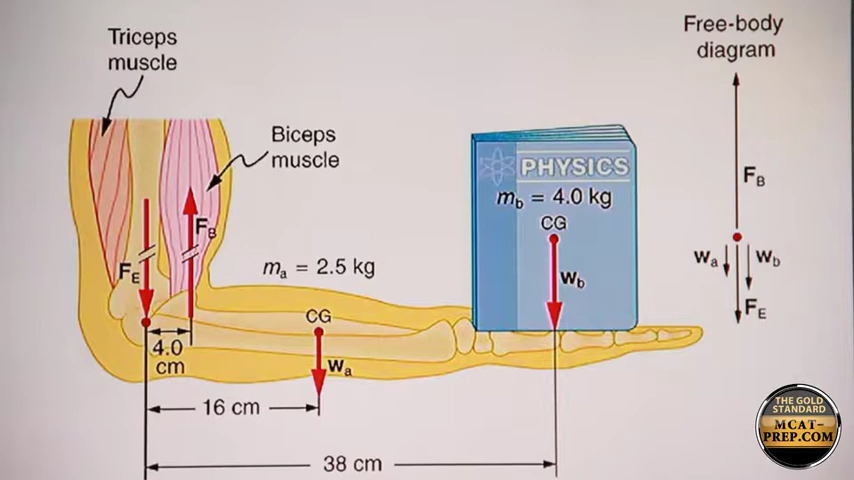 Triceps
muscle
Free-body
diagram
Biceps
muscle
PHYSICS
m_b = 4.0 kg
CG
F_B
F_B
F_E
m_a = 2.5 kg
w_a
w_b
w_b
F_E
CG
4.0
cm
w_a
16 cm
38 cm
THE GOLD
STANDARD
MCAT-
PREP.COM